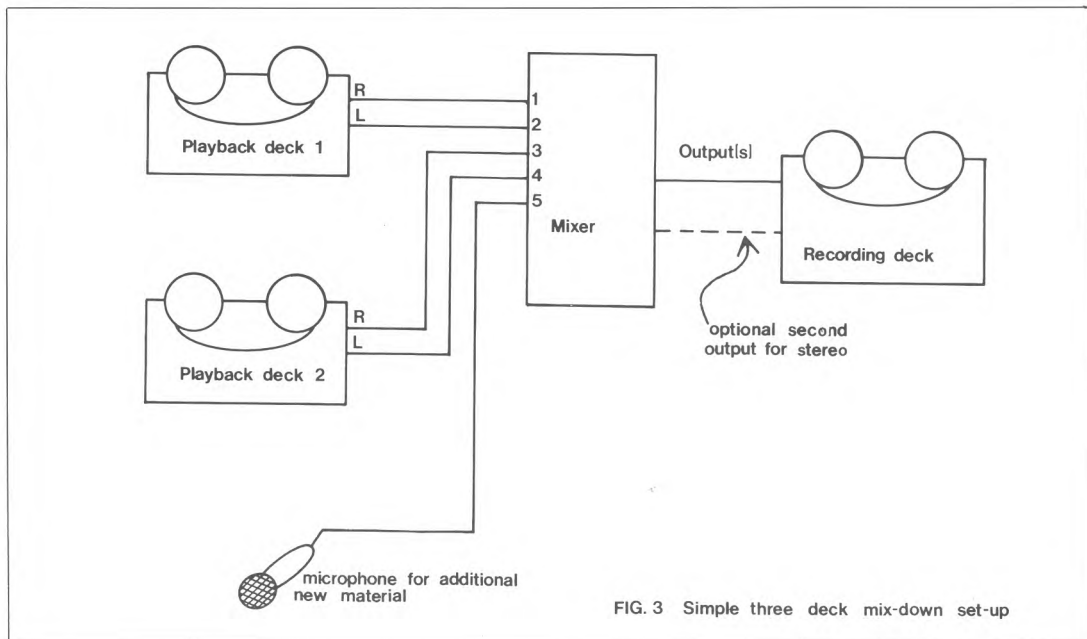 R
L
Playback deck 1
1
2
3
4
5
Mixer
Output(s)
Recording deck
optional second
output for stereo
R
L
Playback deck 2
microphone for additional
new material
FIG. 3 Simple three deck mix-down set-up